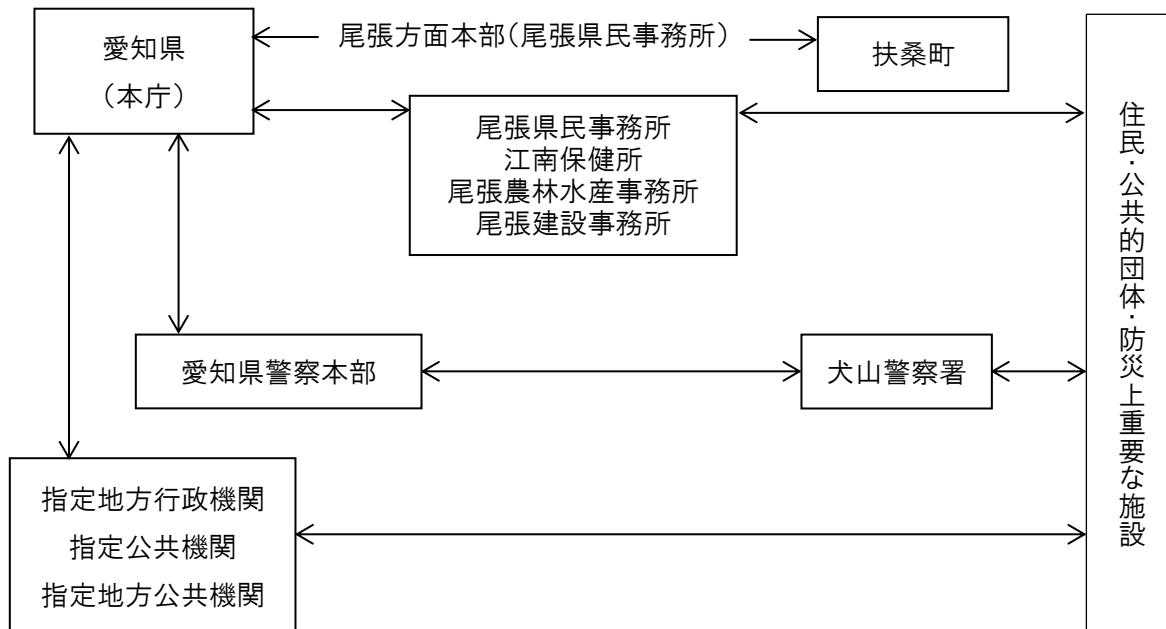 愛知県
（本庁）
尾張方面本部（尾張県民事務所）
扶桑町
尾張県民事務所
江南保健所
尾張農林水産事務所
尾張建設事務所
愛知県警察本部
犬山警察署
指定地方行政機関
指定公共機関
指定地方公共機関
住民・公共的団体・防災上重要な施設